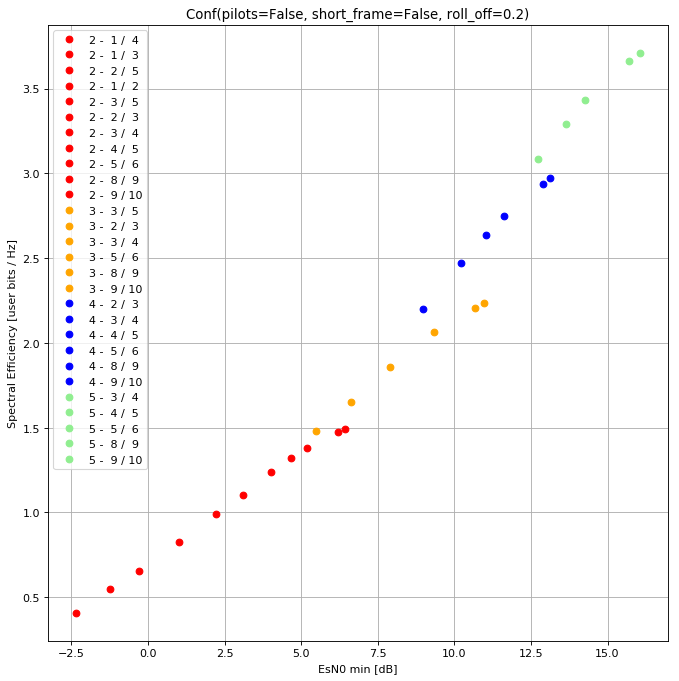 Conf(pilots=False, short_frame=False, roll_off=0.2)
2 - 1 / 4
2 - 1 / 3
2 - 2 / 5
2 - 1 / 2
2 - 3 / 5
2 - 2 / 3
2 - 3 / 4
2 - 4 / 5
2 - 5 / 6
2 - 8 / 9
2 - 9 / 10
3 - 3 / 5
3 - 2 / 3
3 - 3 / 4
3 - 5 / 6
3 - 8 / 9
3 - 9 / 10
4 - 2 / 3
4 - 3 / 4
4 - 4 / 5
4 - 5 / 6
4 - 8 / 9
4 - 9 / 10
5 - 3 / 4
5 - 4 / 5
5 - 5 / 6
5 - 8 / 9
5 - 9 / 10
Spectral Efficiency [user bits / Hz]
3.5
3.0
2.5
2.0
1.5
1.0
0.5
−2.5 0.0 2.5 5.0 7.5 10.0 12.5 15.0
EsN0 min [dB]